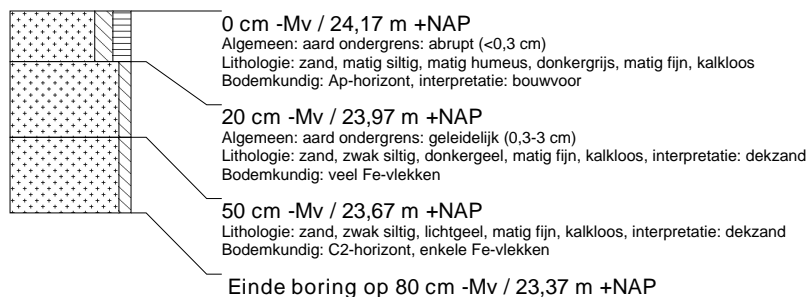 0 cm -Mv / 24,17 m +NAP
Algemeen: aard ondergrens: abrupt (<0,3 cm)
Lithologie: zand, matig siltig, matig humeus, donkergrijs, matig fijn, kalkloos
Bodemkundig: Ap-horizont, interpretatie: bouwvoor
20 cm -Mv / 23,97 m +NAP
Algemeen: aard ondergrens: geleidelijk (0,3-3 cm)
Lithologie: zand, zwak siltig, donkergeel, matig fijn, kalkloos, interpretatie: dekzand
Bodemkundig: veel Fe-vlekken
50 cm -Mv / 23,67 m +NAP
Lithologie: zand, zwak siltig, lichtgeel, matig fijn, kalkloos, interpretatie: dekzand
Bodemkundig: C2-horizont, enkele Fe-vlekken
Einde boring op 80 cm -Mv / 23,37 m +NAP